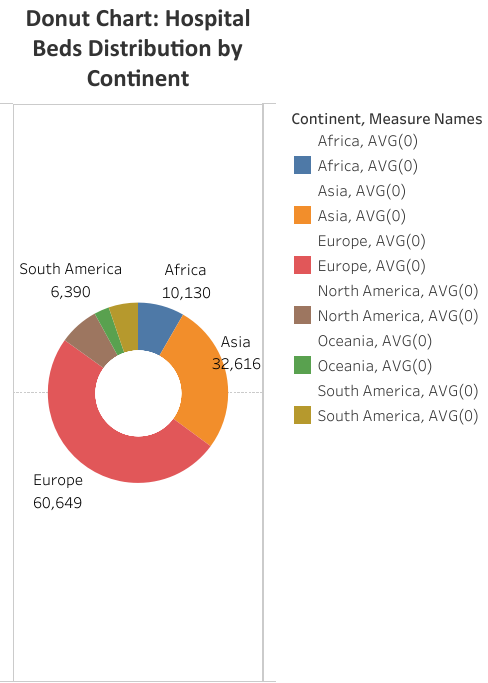 Donut Chart: Hospital
Beds Distribution by
Continent
Continent, Measure Names
Africa, AVG(0)
Africa, AVG(0)
Asia, AVG(0)
Asia, AVG(0)
Europe, AVG(0)
Europe, AVG(0)
North America, AVG(0)
North America, AVG(0)
Oceania, AVG(0)
Oceania, AVG(0)
South America, AVG(0)
South America, AVG(0)
South America
6,390
Africa
10,130
Asia
32,616
Europe
60,649